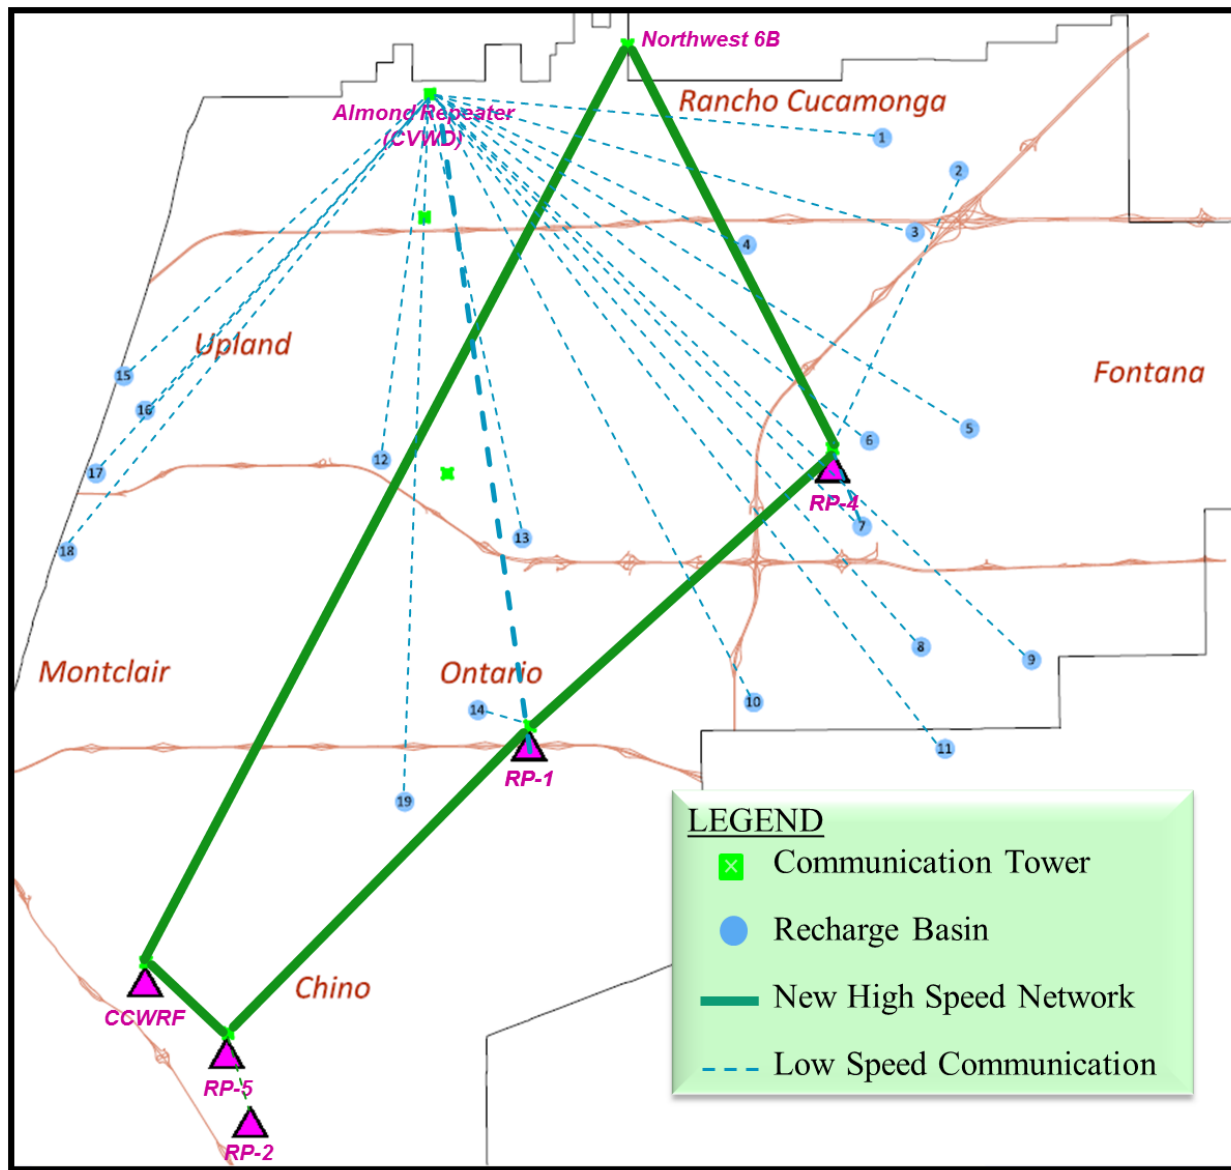 Northwest 6B
Rancho Cucamonga
Almond Repeater
(CVWD)
1
2
3
4
Upland
Fontana
15
16
5
6
12
17
RP-4
7
13
18
8
9
Montclair
Ontario
10
14
11
RP-1
19
LEGEND
Communication Tower
Recharge Basin
New High Speed Network
Low Speed Communication
Chino
CCWRF
RP-5
RP-2